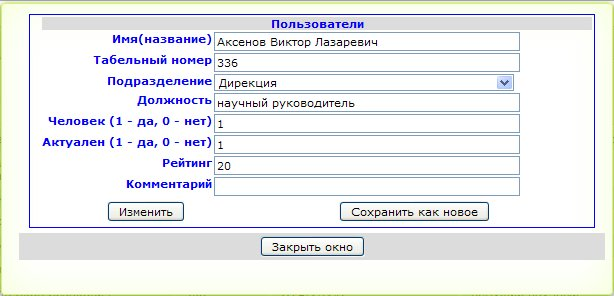 Пользователи
Имя(название) Аксенов Виктор Лазаревич
Табельный номер 336
Подразделение Дирекция
Должность научный руководитель
Человек (1 - да, 0 - нет) 1
Актуален (1 - да, 0 - нет) 1
Рейтинг 20
Комментарий
Изменить Сохранить как новое
Закрыть окно